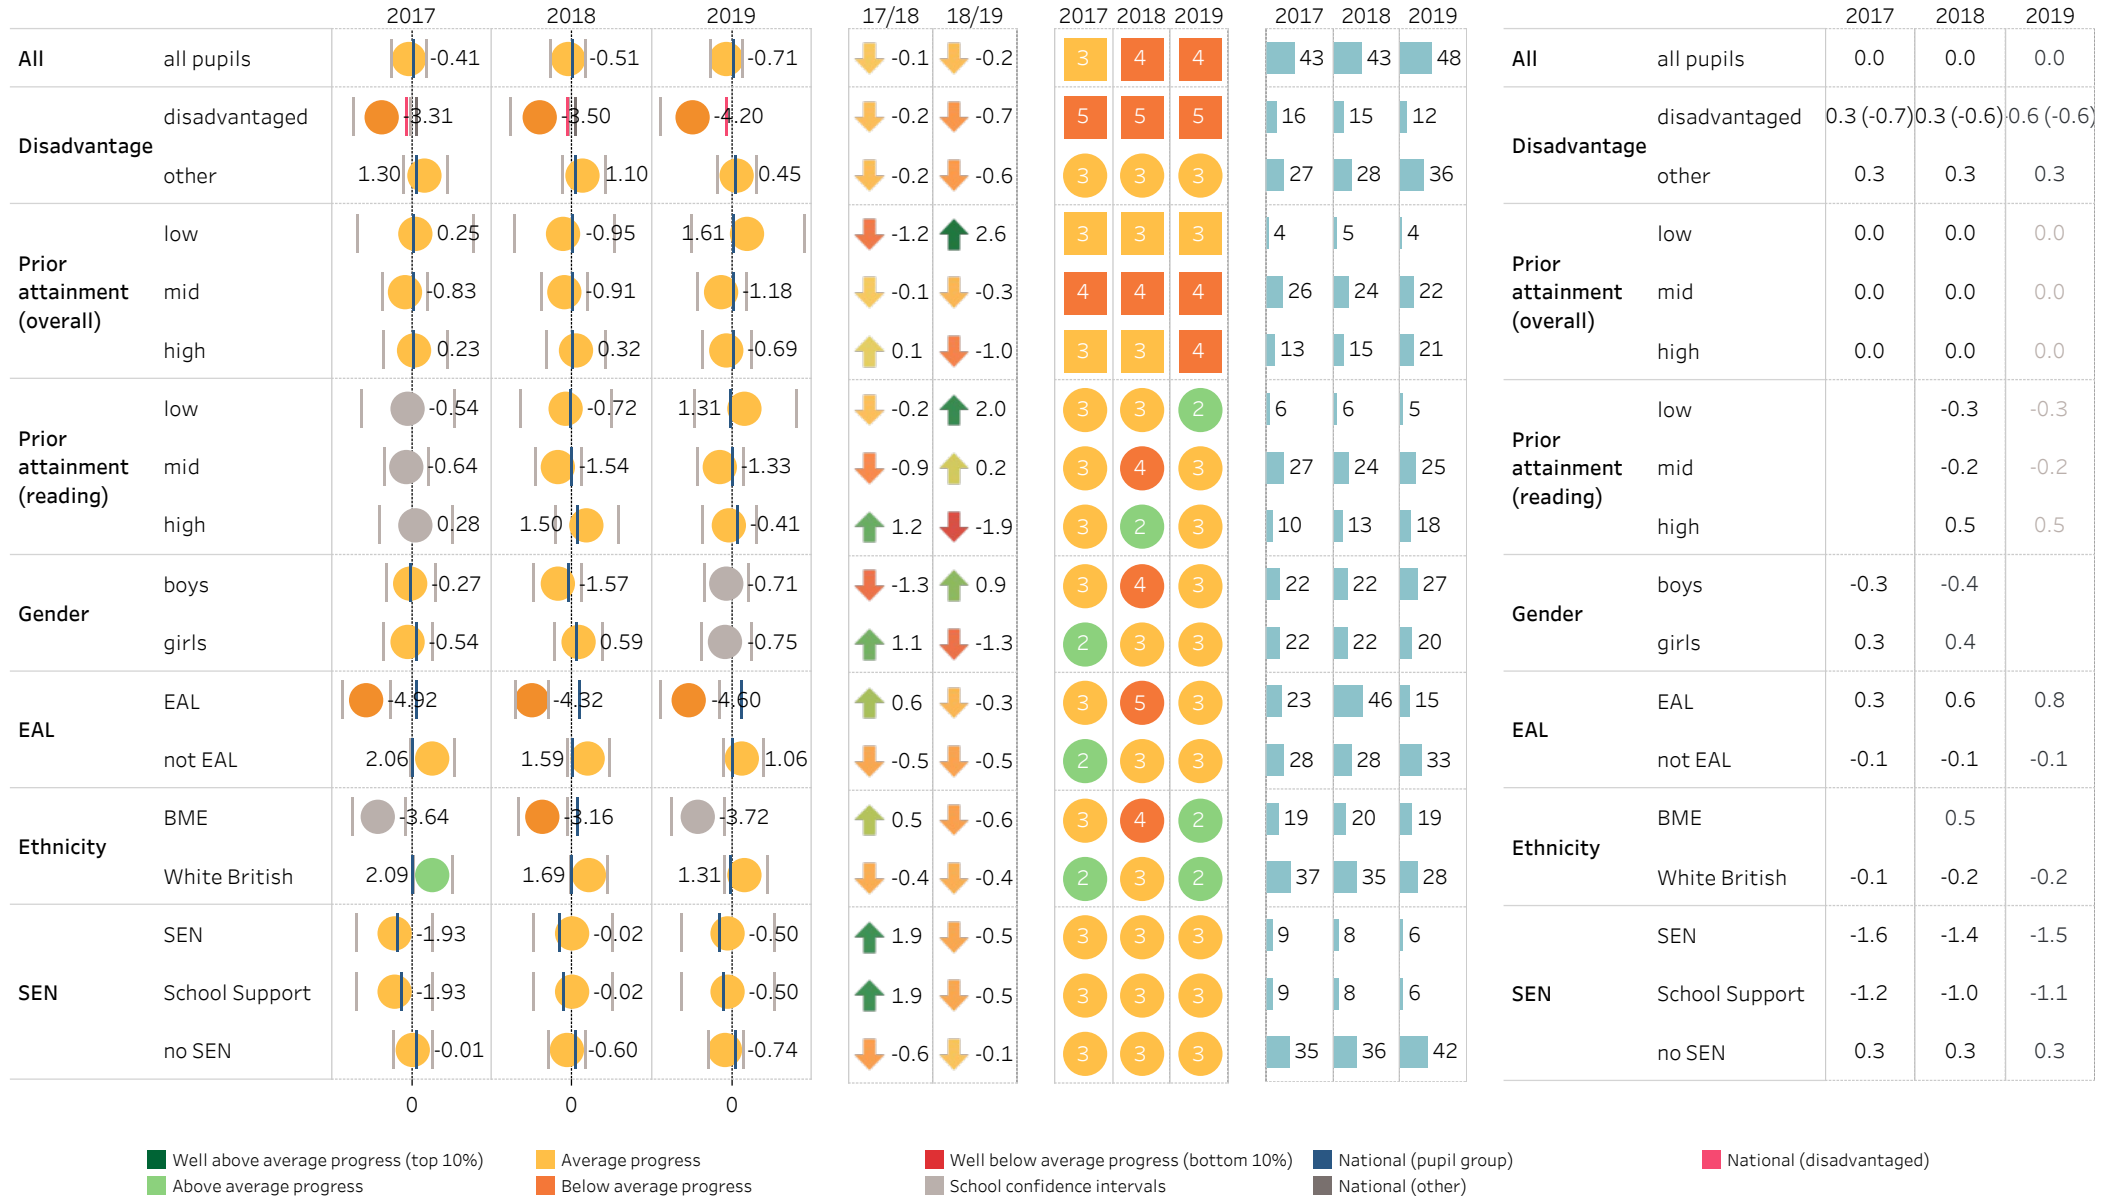 2017 2018 2019 17/18 18/19 2017 2018 2019 2017 2018 2019 2017 2018 2019
All all pupils -0.41 -0.51 -0.71 -0.1 -0.2 3 4 4 43 43 48 All all pupils 0.0 0.0 0.0
Disadvantage disadvantaged -3.31 -3.50 -4.20 -0.2 -0.7 5 5 5 16 15 12 Disadvantage disadvantaged 0.3 (-0.7) 0.3 (-0.6) -0.6 (-0.6)
other 1.30 1.10 0.45 -0.2 -0.6 3 3 3 27 28 36 other 0.3 0.3 0.3
Prior attainment (overall) low 0.25 -0.95 1.61 -1.2 2.6 3 3 3 4 5 4 Prior attainment (overall) low 0.0 0.0 0.0
mid -0.83 -0.91 -1.18 -0.1 -0.3 4 4 4 26 24 22 mid 0.0 0.0 0.0
high 0.23 0.32 -0.69 0.1 -1.0 3 3 4 13 15 21 high 0.0 0.0 0.0
Prior attainment (reading) low -0.54 -0.72 1.31 -0.2 2.0 3 3 2 6 6 5 Prior attainment (reading) low -0.3 -0.3
mid -0.64 -1.54 -1.33 -0.9 0.2 3 4 3 27 24 25 mid -0.2 -0.2
high 0.28 1.50 -0.41 1.2 -1.9 3 2 3 10 13 18 high 0.5 0.5
Gender boys -0.27 -1.57 -0.71 -1.3 0.9 3 4 3 22 22 27 Gender boys -0.3 -0.4
girls -0.54 0.59 -0.75 1.1 -1.3 2 3 3 22 22 20 girls 0.3 0.4
EAL EAL -4.92 -4.32 -4.60 0.6 -0.3 3 5 3 23 46 15 EAL EAL 0.3 0.6 0.8
not EAL 2.06 1.59 1.06 -0.5 -0.5 2 3 3 28 28 33 not EAL -0.1 -0.1 -0.1
Ethnicity BME -3.64 -3.16 -3.72 0.5 -0.6 3 4 2 19 20 19 Ethnicity BME 0.5
White British 2.09 1.69 1.31 -0.4 -0.4 2 3 2 37 35 28 White British -0.1 -0.2 -0.2
SEN SEN -1.93 -0.02 -0.50 1.9 -0.5 3 3 3 9 8 6 SEN SEN -1.6 -1.4 -1.5
School Support -1.93 -0.02 -0.50 1.9 -0.5 3 3 3 9 8 6 School Support -1.2 -1.0 -1.1
no SEN -0.01 -0.60 -0.74 -0.6 -0.1 3 3 3 35 36 42 no SEN 0.3 0.3 0.3
0 0 0
Well above average progress (top 10%) Average progress Well below average progress (bottom 10%) National (pupil group) National (disadvantaged)
Above average progress Below average progress School confidence intervals National (other)